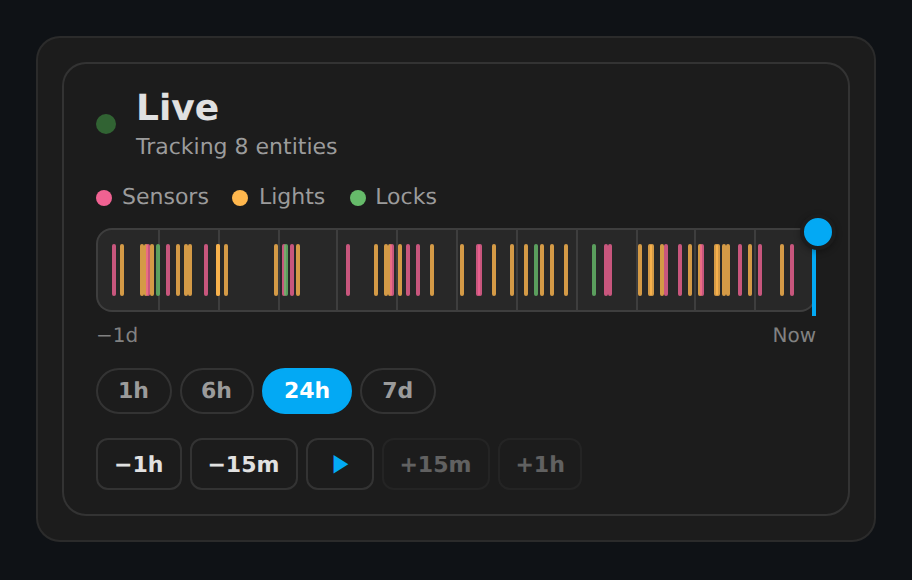 Live
Tracking 8 entities
Sensors Lights Locks
−1d Now
1h 6h 24h 7d
−1h −15m +15m +1h